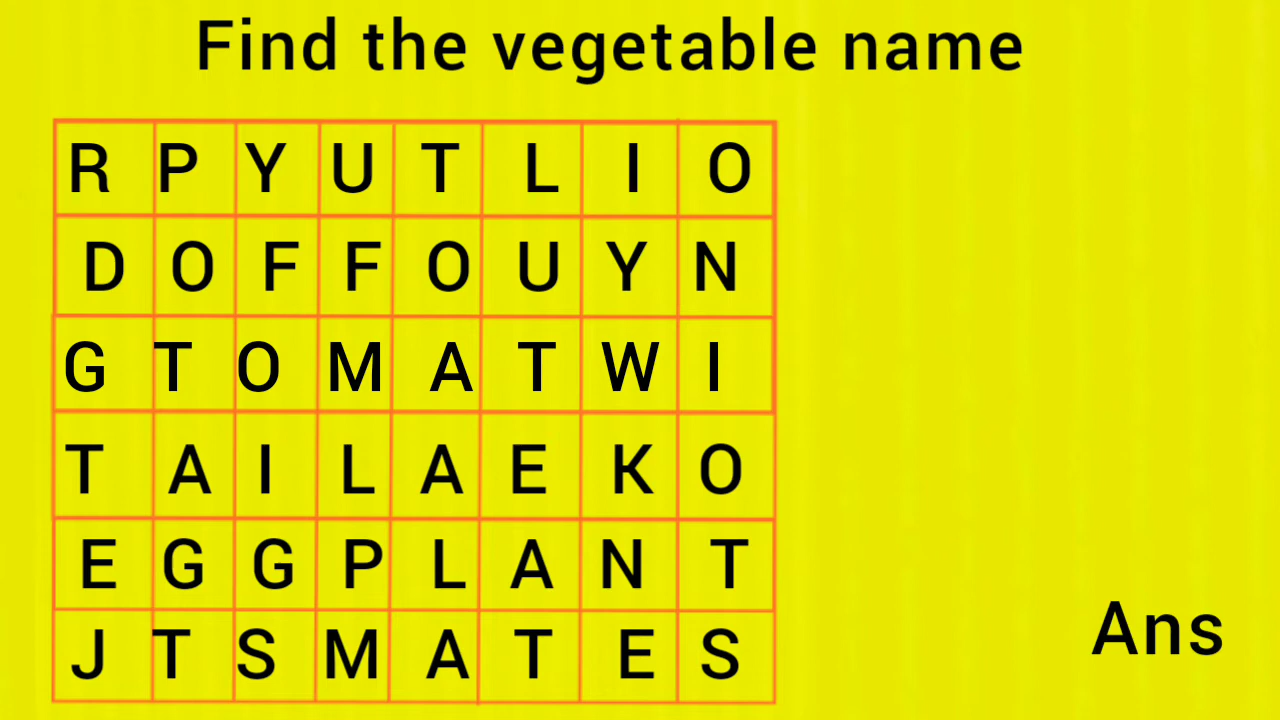 Find the vegetable name
R P Y U T L I O
D O F F O U Y N
G T O M A T W I
T A I L A E K O
E G G P L A N T
J T S M A T E S
Ans